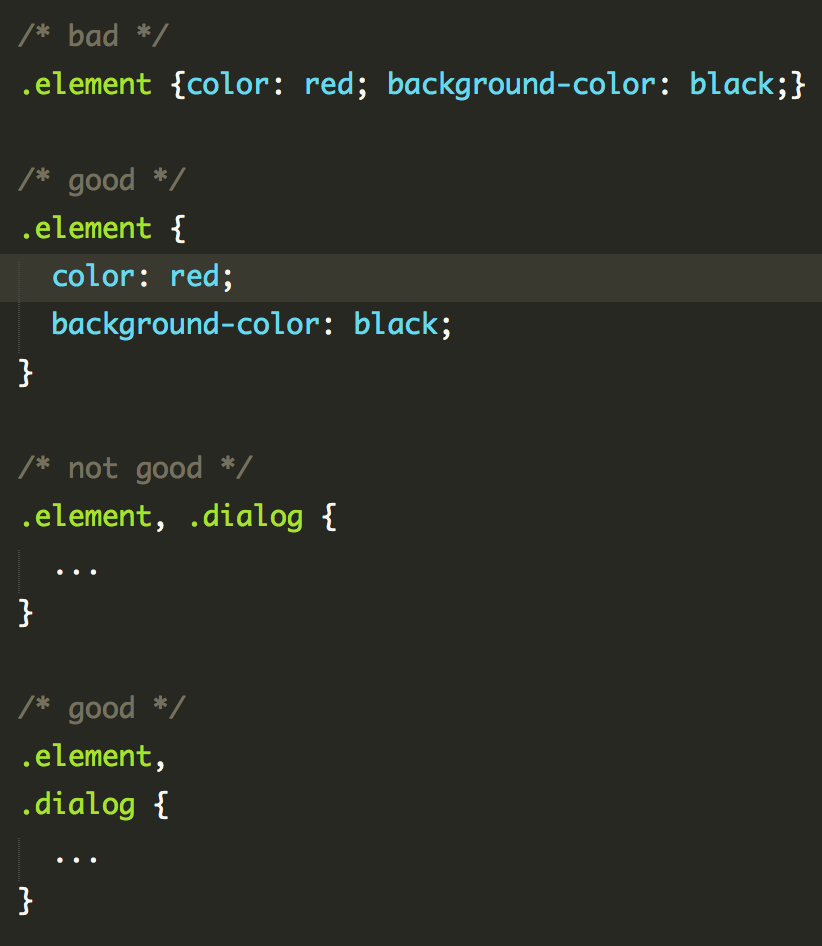 /* bad */
.element {color: red; background-color: black;}
/* good */
.element {
color: red;
background-color: black;
}
/* not good */
.element, .dialog {
...
}
/* good */
.element,
.dialog {
...
}